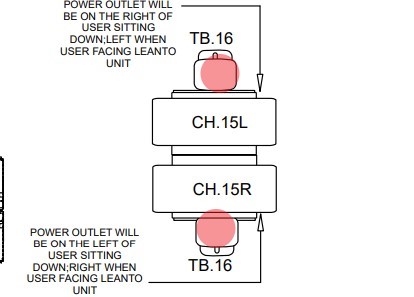 POWER OUTLET WILL
BE ON THE RIGHT OF
USER SITTING
DOWN;LEFT WHEN
USER FACING LEANTO
UNIT
TB.16
CH.15L
CH.15R
POWER OUTLET WILL
BE ON THE LEFT OF
USER SITTING
DOWN;RIGHT WHEN
USER FACING LEANTO
UNIT
TB.16